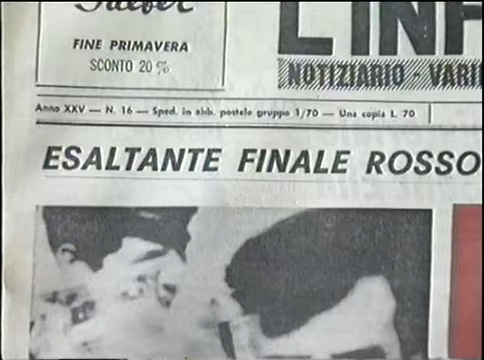 FINE PRIMAVERA
SCONTO 20 %
L'INF
NOTIZIARIO - VARI
Anno XXV — N. 16 — Sped. in abb. postale gruppo 1/70 — Una copia L. 70
ESALTANTE FINALE ROSSO